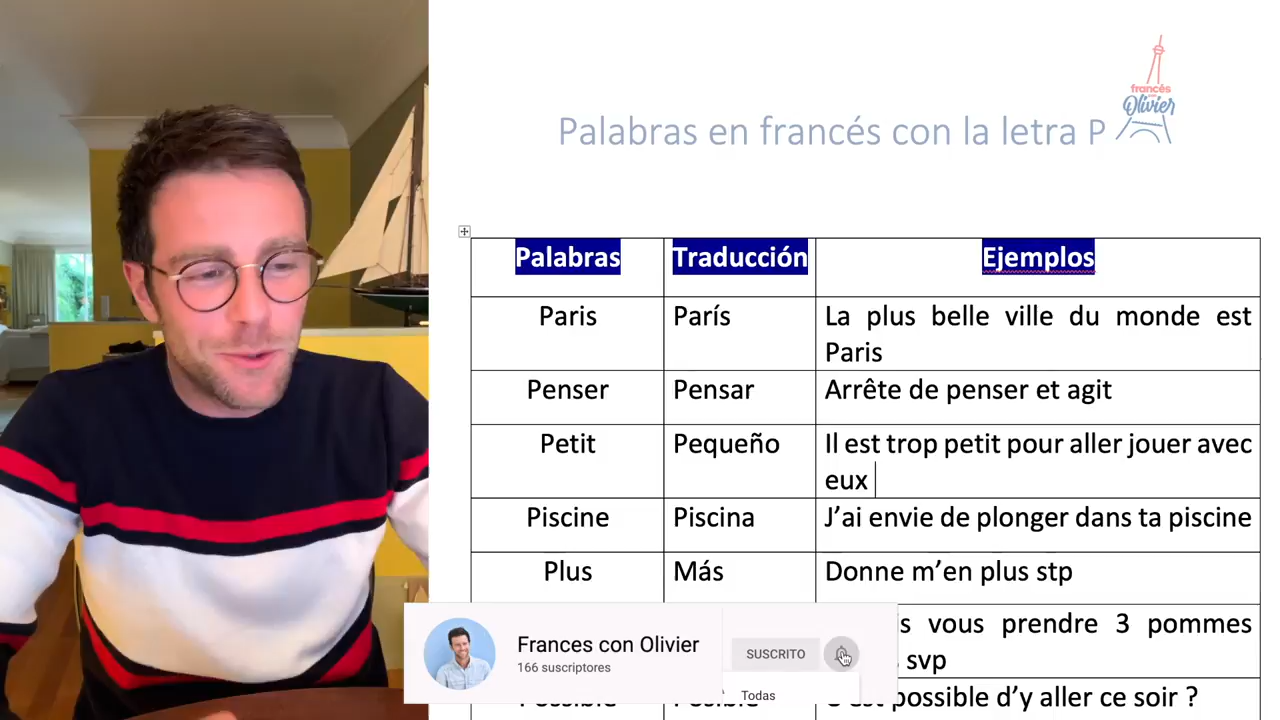 francés
con
Olivier
Palabras en francés con la letra P
Palabras Traducción Ejemplos
Paris París La plus belle ville du monde est
Paris
Penser Pensar Arrête de penser et agit
Petit Pequeño Il est trop petit pour aller jouer avec
eux
Piscine Piscina J’ai envie de plonger dans ta piscine
Plus Más Donne m’en plus stp
vous prendre 3 pommes
svp
Frances con Olivier
166 suscriptores
SUSCRITO
Todas
possible d’y aller ce soir ?